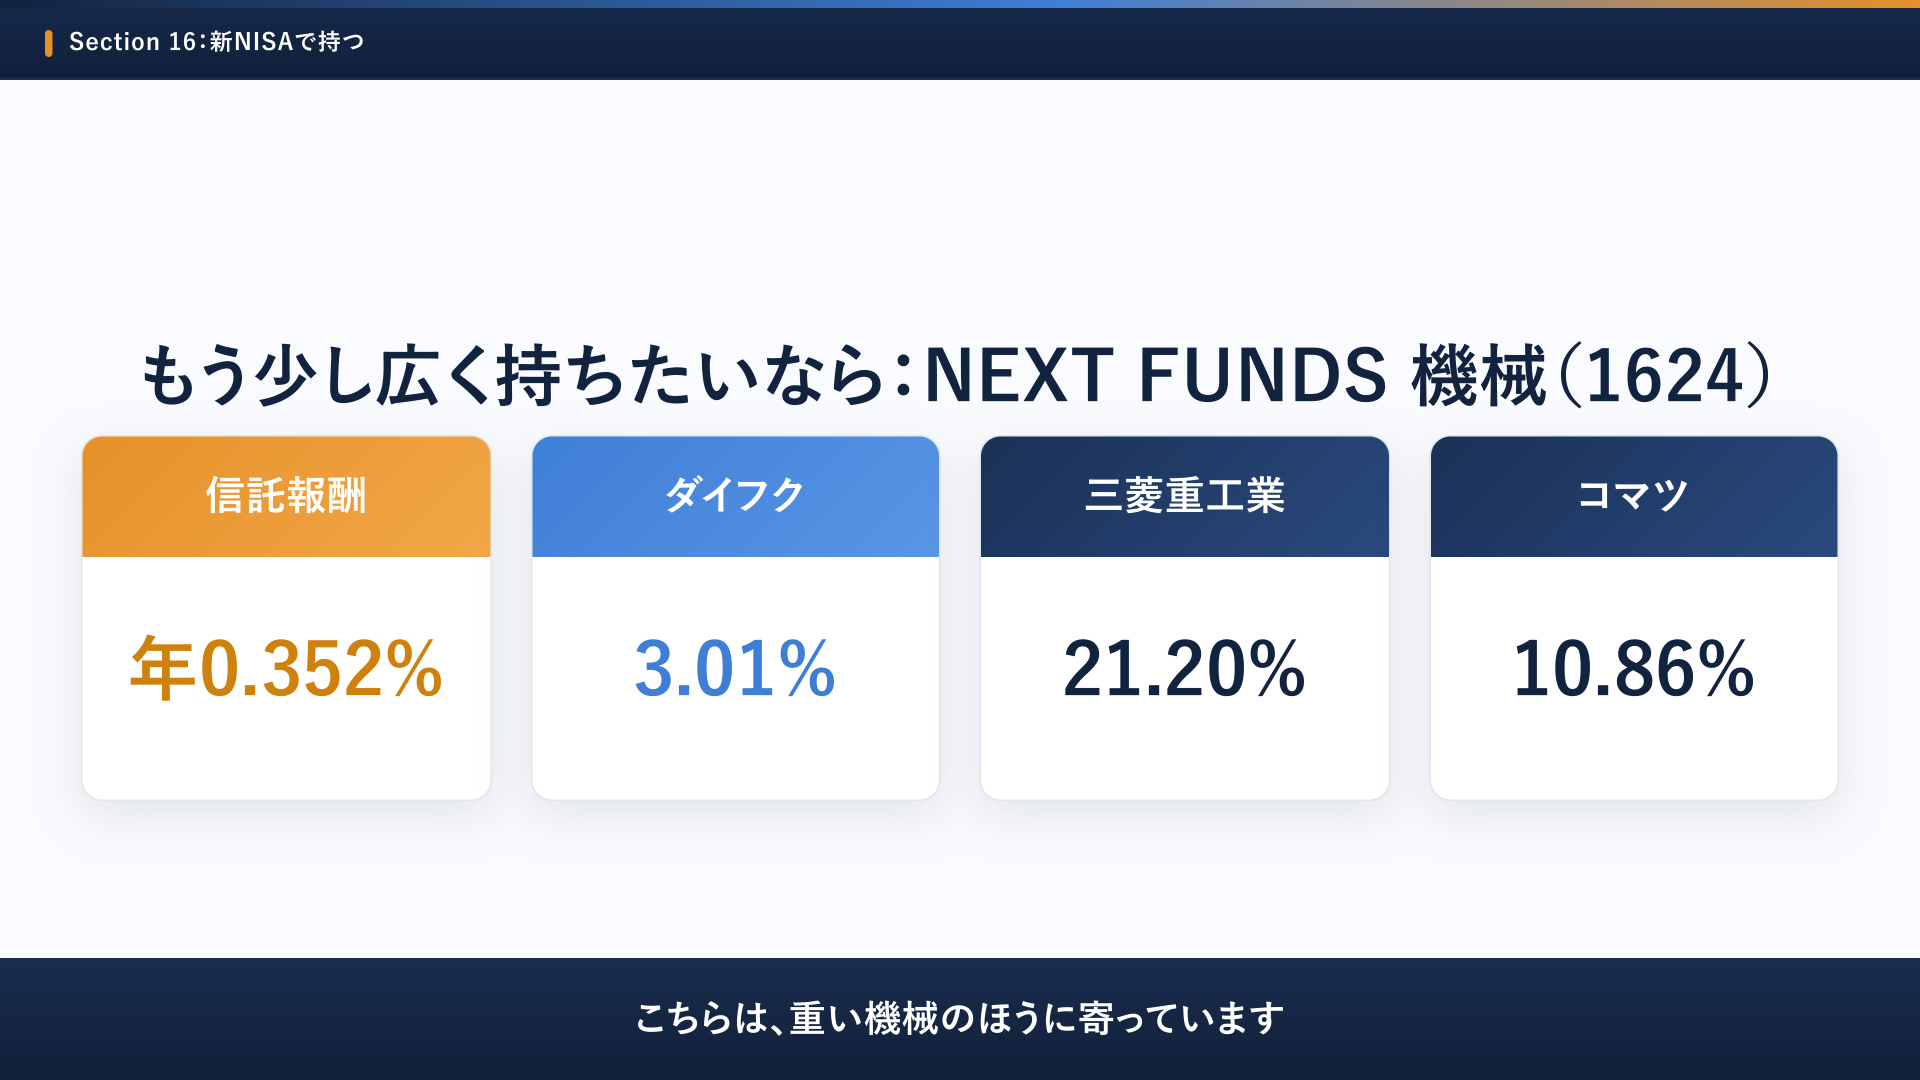 Section 16：新NISAで持つ
もう少し広く持ちたいなら：NEXT FUNDS 機械（1624）
信託報酬
年0.352%
ダイフク
3.01%
三菱重工業
21.20%
コマツ
10.86%
こちらは、重い機械のほうに寄っています